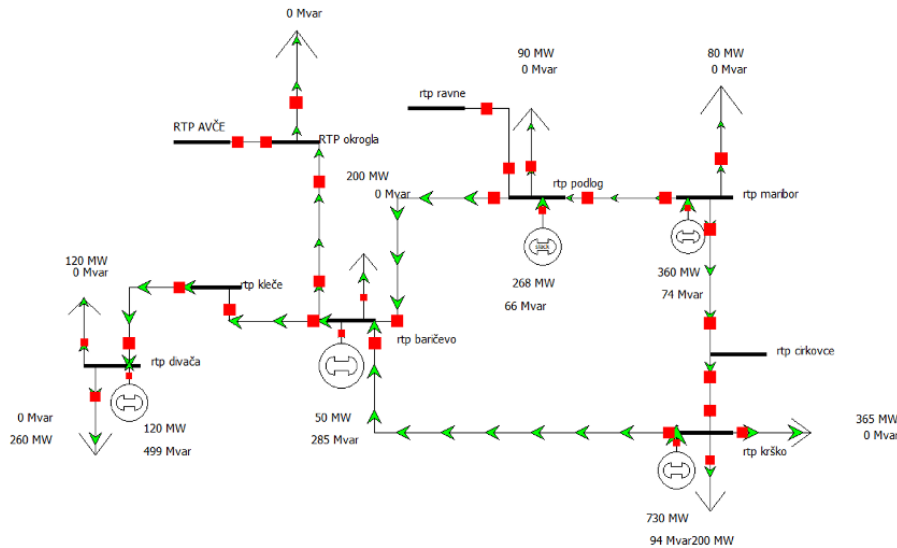 0 Mvar
90 MW
0 Mvar
80 MW
0 Mvar
rtp ravne
RTP AVČE
RTP okrogla
200 MW
0 Mvar
rtp podlog
rtp maribor
slack
120 MW
0 Mvar
rtp kleče
268 MW
66 Mvar
360 MW
74 Mvar
rtp baričevo
rtp cirkovce
rtp divača
0 Mvar
260 MW
120 MW
499 Mvar
50 MW
285 Mvar
365 MW
0 Mvar
rtp krško
730 MW
94 Mvar200 MW